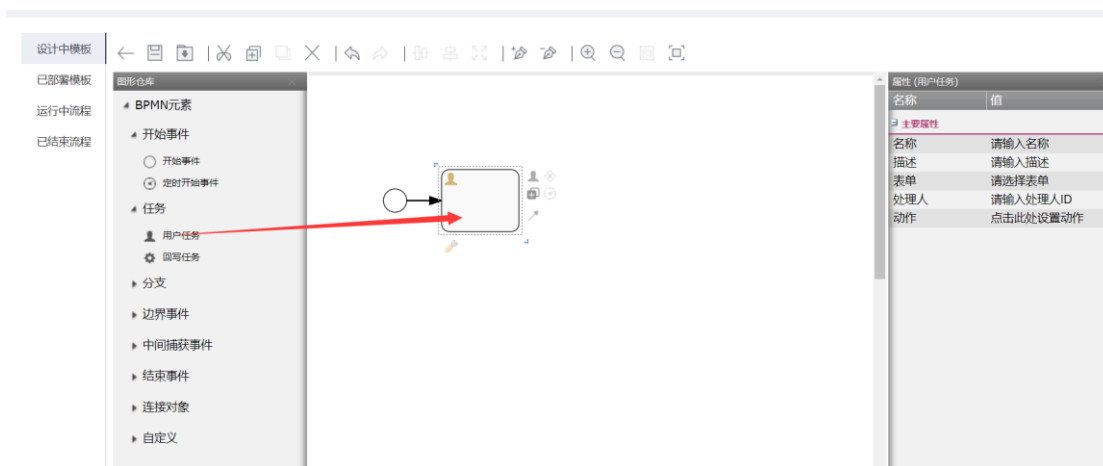 设计中模板
已部署模板
运行中流程
已结束流程
图形仓库
BPMN元素
开始事件
开始事件
定时开始事件
任务
用户任务
回写任务
分支
边界事件
中间捕获事件
结束事件
连接对象
自定义
属性 (用户任务)
名称 值
主要属性
名称 请输入名称
描述 请输入描述
表单 请选择表单
处理人 请输入处理人ID
动作 点击此处设置动作